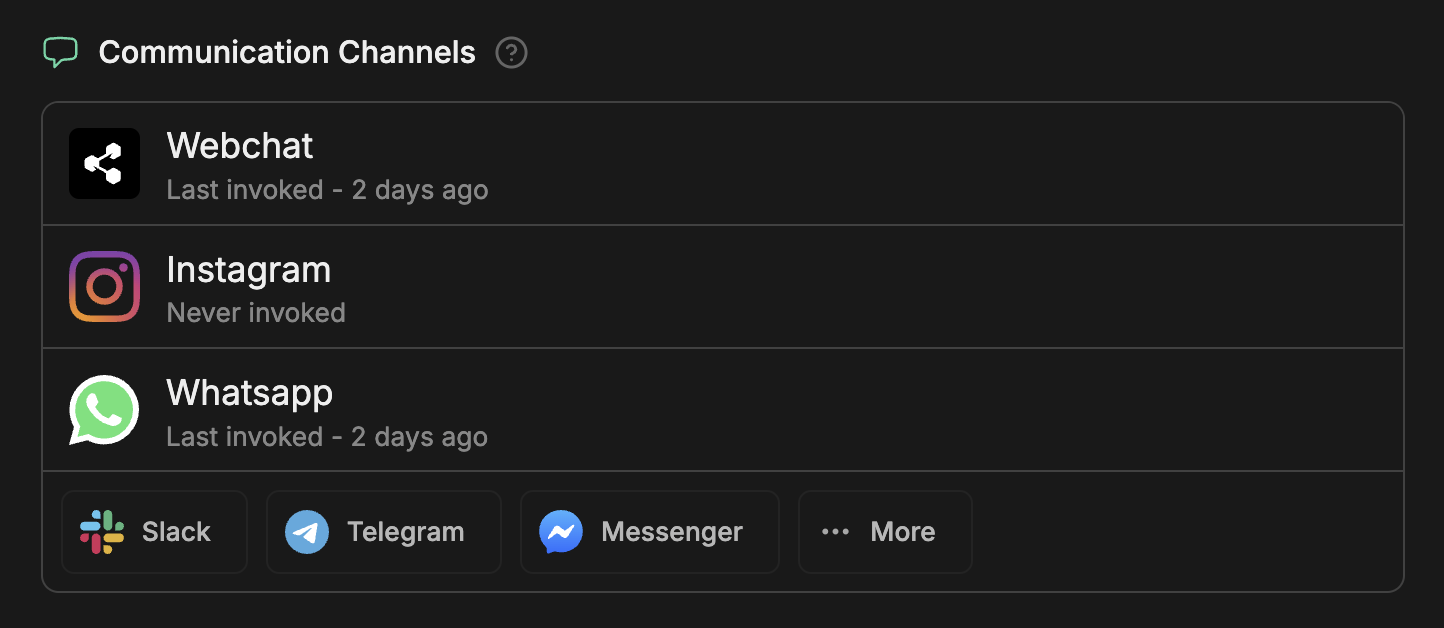 Communication Channels ?
Webchat
Last invoked - 2 days ago
Instagram
Never invoked
Whatsapp
Last invoked - 2 days ago
Slack
Telegram
Messenger
··· More